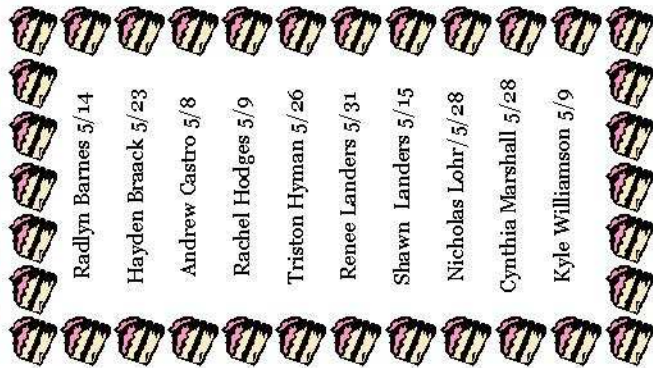 Radlyn Barnes 5/14
Hayden Braack 5/23
Andrew Castro 5/8
Rachel Hodges 5/9
Triston Hyman 5/26
Renee Landers 5/31
Shawn  Landers 5/15
Nicholas Lohr/5/28
Cynthia Marshall 5/28
Kyle Williamson 5/9